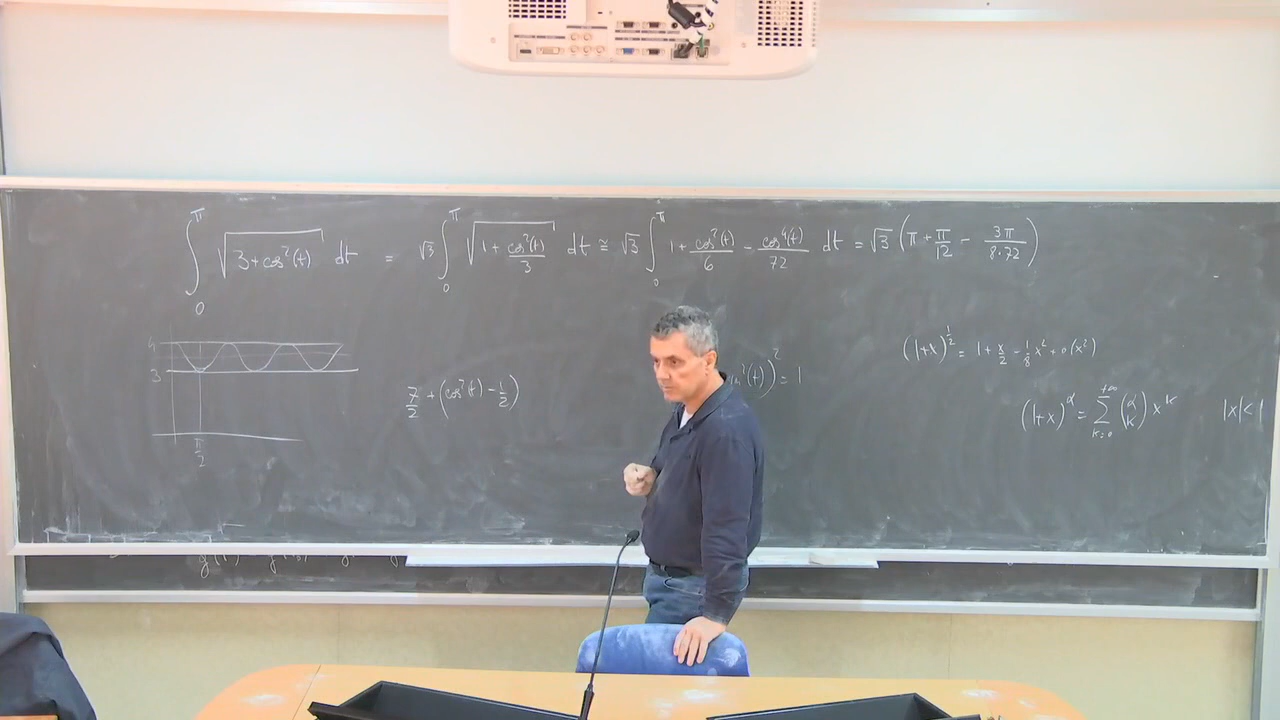 ∫₀^π √(3+cos²(t)) dt = √3 ∫₀^π √(1 + cos²(t)/3) dt ≅ √3 ∫₀^π 1 + cos²(t)/6 − cos⁴(t)/72 dt = √3 (π + π/12 − 3π/(8·72))
4
3
π/2
7/2 + (cos²(t) − 1/2)
²(t))² = 1
(1+x)^(1/2) = 1 + x/2 − 1/8 x² + o(x²)
(1+x)^α = ∑_{k=0}^{+∞} (α k) x^k |x| < 1